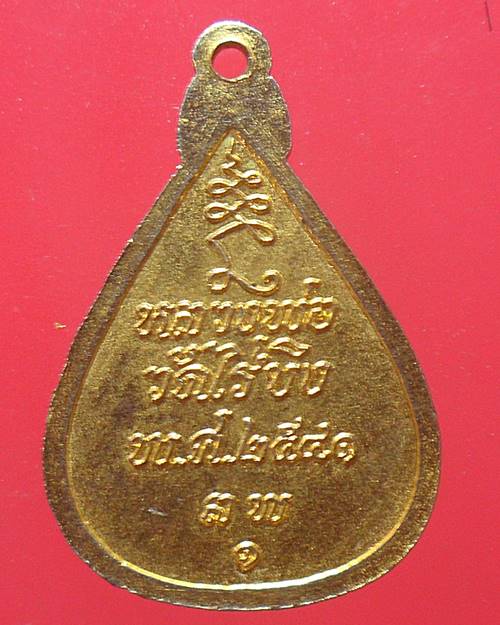 หลวงพ่อ
วัดไร่ขิง
พ.ศ.๒๕๔๑
ส พ
๑